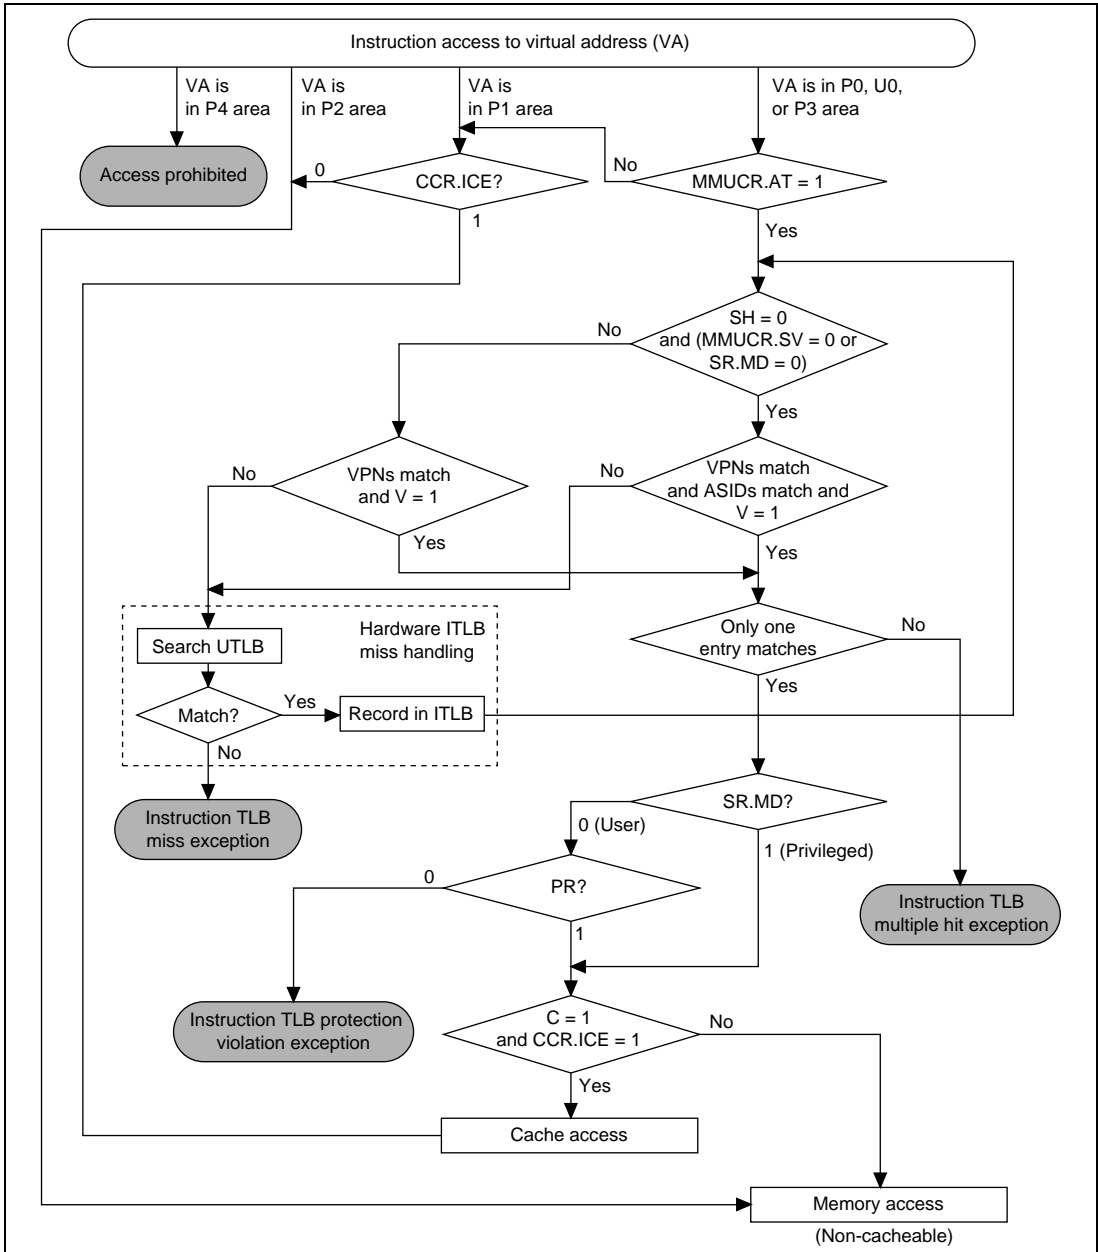 Instruction access to virtual address (VA)
VA is
in P4 area
VA is
in P2 area
VA is
in P1 area
VA is in P0, U0,
or P3 area
Access prohibited
0
CCR.ICE?
1
No
MMUCR.AT = 1
Yes
SH = 0
and (MMUCR.SV = 0 or
SR.MD = 0)
No
Yes
No
VPNs match
and V = 1
Yes
No
VPNs match
and ASIDs match and
V = 1
Yes
Hardware ITLB
miss handling
Search UTLB
Match?
Yes
Record in ITLB
No
Instruction TLB
miss exception
Only one
entry matches
No
Yes
SR.MD?
0 (User)
1 (Privileged)
0
PR?
1
Instruction TLB
multiple hit exception
Instruction TLB protection
violation exception
C = 1
and CCR.ICE = 1
No
Yes
Cache access
Memory access
(Non-cacheable)